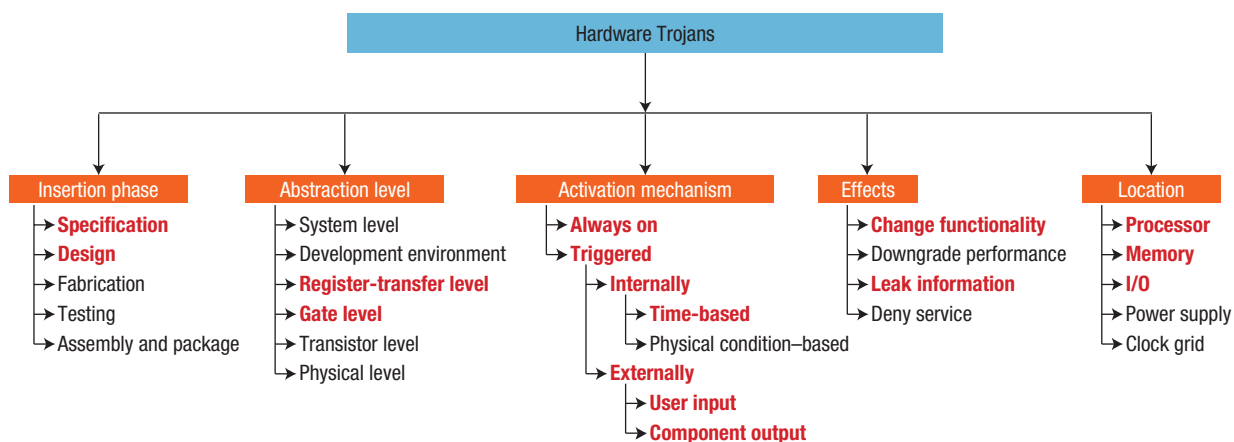 Hardware Trojans
Insertion phase
Specification
Design
Fabrication
Testing
Assembly and package
Abstraction level
System level
Development environment
Register-transfer level
Gate level
Transistor level
Physical level
Activation mechanism
Always on
Triggered
Internally
Time-based
Physical condition–based
Externally
User input
Component output
Effects
Change functionality
Downgrade performance
Leak information
Deny service
Location
Processor
Memory
I/O
Power supply
Clock grid